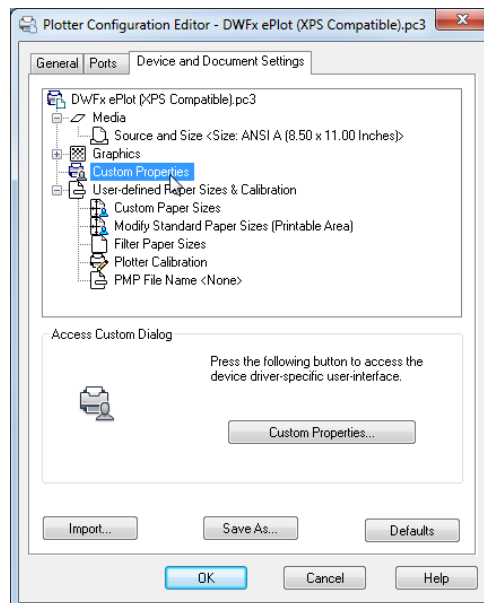 Plotter Configuration Editor - DWFx ePlot (XPS Compatible).pc3
General Ports Device and Document Settings
DWFx ePlot (XPS Compatible).pc3
Media
Source and Size <Size: ANSI A (8.50 x 11.00 Inches)>
Graphics
Custom Properties
User-defined Paper Sizes & Calibration
Custom Paper Sizes
Modify Standard Paper Sizes (Printable Area)
Filter Paper Sizes
Plotter Calibration
PMP File Name <None>
Access Custom Dialog
Press the following button to access the
device driver-specific user-interface.
Custom Properties...
Import... Save As... Defaults
OK Cancel Help